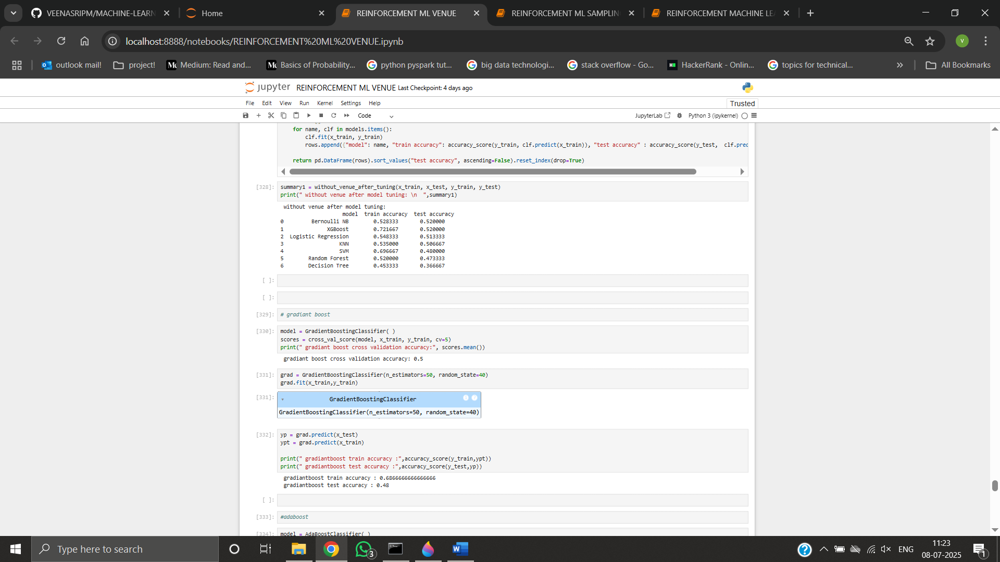 VEENASRIPM/MACHINE-LEARN
Home
REINFORCEMENT ML VENUE
REINFORCEMENT ML SAMPLIN
REINFORCEMENT MACHINE LE
localhost:8888/notebooks/REINFORCEMENT%20ML%20VENUE.ipynb
V
outlook mail!
project!
Medium: Read and...
Basics of Probability...
python pyspark tut...
big data technologi...
stack overflow - Go...
HackerRank - Onlin...
topics for technical...
All Bookmarks
jupyter REINFORCEMENT ML VENUE Last Checkpoint: 4 days ago
File Edit View Run Kernel Settings Help
Trusted
Code
JupyterLab
Python 3 (ipykernel)
for name, clf in models.items():
clf.fit(x_train, y_train)
rows.append({"model": name, "train accuracy": accuracy_score(y_train, clf.predict(x_train)), "test accuracy" : accuracy_score(y_test,  clf.prec
return pd.DataFrame(rows).sort_values("test accuracy", ascending=False).reset_index(drop=True)
[328]: summary1 = without_venue_after_tuning(x_train, x_test, y_train, y_test)
print(" without venue after model tuning: \n  ",summary1)
without venue after model tuning:
model  train accuracy  test accuracy
0 Bernoulli NB 0.528333 0.520000
1 XGBoost 0.721667 0.520000
2 Logistic Regression 0.548333 0.513333
3 KNN 0.535000 0.506667
4 SVM 0.696667 0.480000
5 Random Forest 0.520000 0.473333
6 Decision Tree 0.453333 0.366667
[ ]:
[ ]:
[329]: # gradiant boost
[330]: model = GradientBoostingClassifier( )
scores = cross_val_score(model, x_train, y_train, cv=5)
print(" gradiant boost cross validation accuracy:", scores.mean())
gradiant boost cross validation accuracy: 0.5
[331]: grad = GradientBoostingClassifier(n_estimators=50, random_state=40)
grad.fit(x_train,y_train)
[331]: GradientBoostingClassifier
GradientBoostingClassifier(n_estimators=50, random_state=40)
[332]: yp = grad.predict(x_test)
ypt = grad.predict(x_train)
print(" gradiantboost train accuracy :",accuracy_score(y_train,ypt))
print(" gradiantboost test accuracy :",accuracy_score(y_test,yp))
gradiantboost train accuracy : 0.6866666666666666
gradiantboost test accuracy : 0.48
[ ]:
[333]: #adaboost
[334]: model = AdaBoostClassifier( )
Type here to search
3
ENG
11:23
08-07-2025
1